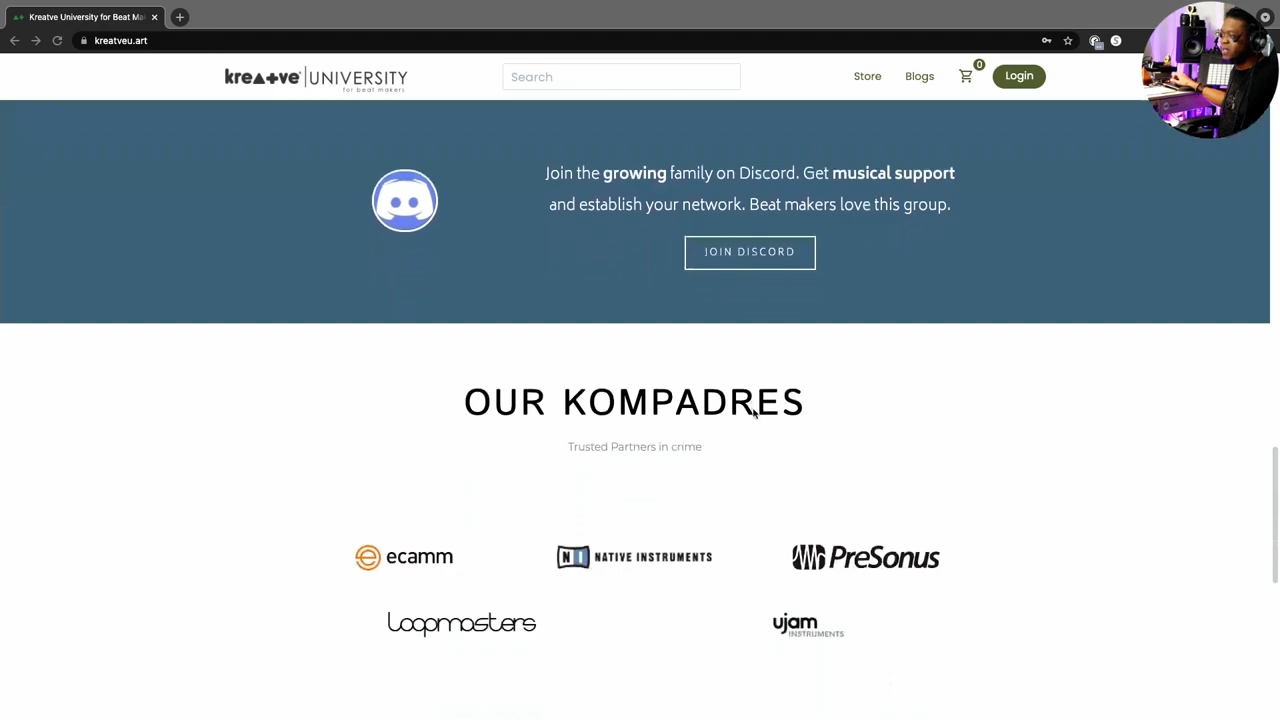 Kreatve University for Beat Ma
kreatveu.art
kreative UNIVERSITY
for beat makers
Search
Store
Blogs
0
Login
Join the growing family on Discord. Get musical support
and establish your network. Beat makers love this group.
JOIN DISCORD
OUR KOMPADRES
Trusted Partners in crime
ecamm
NI NATIVE INSTRUMENTS
PreSonus
Loopmasters
ujam
INSTRUMENTS